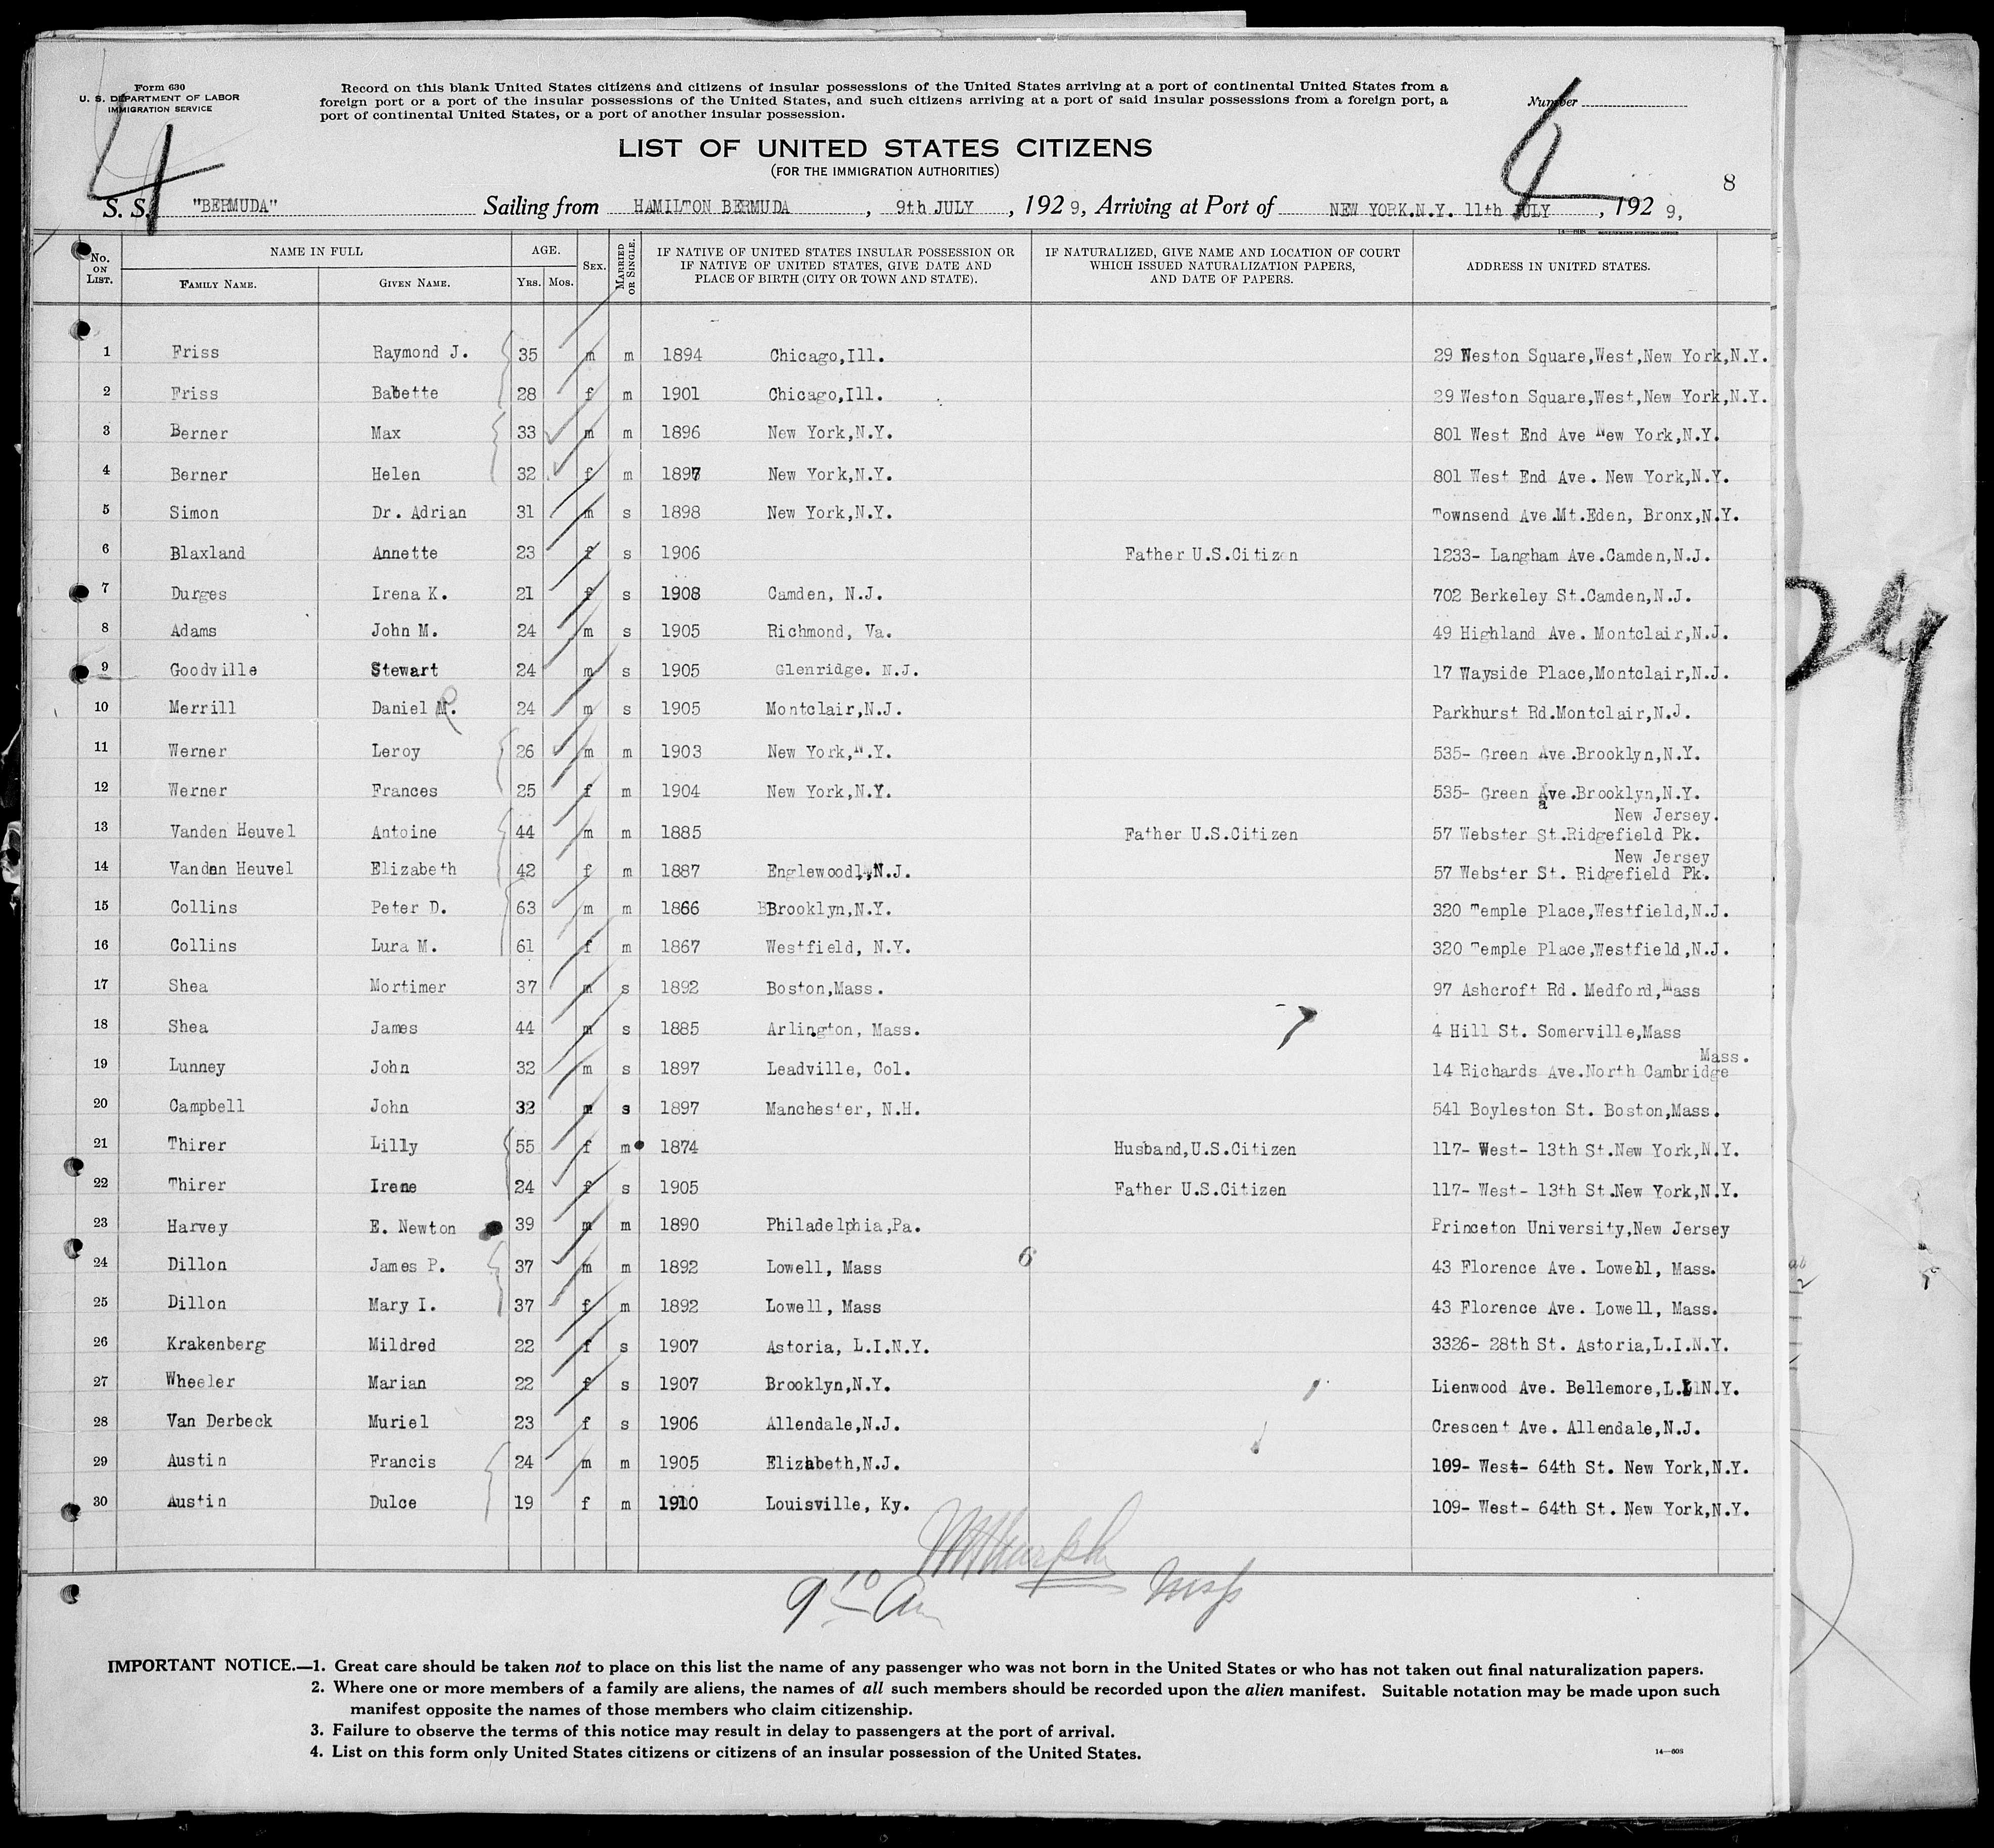 Form 630
U. S. DEPARTMENT OF LABOR
IMMIGRATION SERVICE
Record on this blank United States citizens and citizens of insular possessions of the United States arriving at a port of continental United States from a
foreign port or a port of the insular possessions of the United States, and such citizens arriving at a port of said insular possessions from a foreign port, a
port of continental United States, or a port of another insular possession.
Number
LIST OF UNITED STATES CITIZENS
(FOR THE IMMIGRATION AUTHORITIES)
4
8
S. S. "BERMUDA" Sailing from HAMILTON BERMUDA , 9th JULY , 192 9, Arriving at Port of NEW YORK.N.Y. 11th JULY , 192 9,
No. ON LIST. NAME IN FULL AGE. SEX. MARRIED OR SINGLE. IF NATIVE OF UNITED STATES INSULAR POSSESSION OR IF NATIVE OF UNITED STATES, GIVE DATE AND PLACE OF BIRTH (CITY OR TOWN AND STATE). IF NATURALIZED, GIVE NAME AND LOCATION OF COURT WHICH ISSUED NATURALIZATION PAPERS, AND DATE OF PAPERS. ADDRESS IN UNITED STATES.
FAMILY NAME. GIVEN NAME. YRS. MOS.
1 Friss Raymond J. 35 m m 1894 Chicago,Ill. 29 Weston Square,West,New York,N.Y.
2 Friss Babette 28 f m 1901 Chicago,Ill. 29 Weston Square,West,New York,N.Y.
3 Berner Max 33 m m 1896 New York,N.Y. 801 West End Ave New York,N.Y.
4 Berner Helen 32 f m 1897 New York,N.Y. 801 West End Ave. New York,N.Y.
5 Simon Dr. Adrian 31 m s 1898 New York,N.Y. Townsend Ave.Mt.Eden, Bronx,N.Y.
6 Blaxland Annette 23 f s 1906 Father U.S.Citizen 1233- Langham Ave.Camden,N.J.
7 Durges Irena K. 21 f s 1908 Camden, N.J. 702 Berkeley St.Camden,N.J.
8 Adams John M. 24 m s 1905 Richmond, Va. 49 Highland Ave. Montclair,N.J.
9 Goodville Stewart 24 m s 1905 Glenridge. N.J. 17 Wayside Place,Montclair,N.J.
10 Merrill Daniel M. 24 m s 1905 Montclair,N.J. Parkhurst Rd.Montclair,N.J.
11 Werner Leroy 26 m m 1903 New York,N.Y. 535- Green Ave.Brooklyn,N.Y.
12 Werner Frances 25 f m 1904 New York,N.Y. 535- Green Ave.Brooklyn,N.Y.
New Jersey.
13 Vanden Heuvel Antoine 44 m m 1885 Father U.S.Citizen 57 Webster St.Ridgefield Pk.
New Jersey
14 Vanden Heuvel Elizabeth 42 f m 1887 Englewood,N.J. 57 Webster St. Ridgefield Pk.
15 Collins Peter D. 63 m m 1866 BBrooklyn,N.Y. 320 Temple Place,Westfield,N.J.
16 Collins Lura M. 61 f m 1867 Westfield, N.Y. 320 Temple Place,Westfield,N.J.
17 Shea Mortimer 37 m s 1892 Boston,Mass. 97 Ashcroft Rd. Medford,Mass
18 Shea James 44 m s 1885 Arlington, Mass. 4 Hill St. Somerville,Mass
Mass.
19 Lunney John 32 m s 1897 Leadville, Col. 14 Richards Ave.North Cambridge
20 Campbell John 32 m s 1897 Manchester, N.H. 541 Boyleston St. Boston,Mass.
21 Thirer Lilly 55 f m 1874 Husband,U.S.Citizen 117- West- 13th St.New York,N.Y.
22 Thirer Irene 24 f s 1905 Father U.S.Citizen 117- West- 13th St.New York,N.Y.
23 Harvey E. Newton 39 m m 1890 Philadelphia,Pa. Princeton University,New Jersey
24 Dillon James P. 37 m m 1892 Lowell, Mass 6 43 Florence Ave. Lowell, Mass.
25 Dillon Mary I. 37 f m 1892 Lowell, Mass 43 Florence Ave. Lowell, Mass.
26 Krakenberg Mildred 22 f s 1907 Astoria, L.I.N.Y. 3326- 28th St. Astoria,L.I.N.Y.
27 Wheeler Marian 22 f s 1907 Brooklyn,N.Y. Lienwood Ave. Bellemore,L.I.N.Y.
28 Van Derbeck Muriel 23 f s 1906 Allendale,N.J. Crescent Ave. Allendale,N.J.
29 Austin Francis 24 m m 1905 Elizabeth,N.J. 109- West- 64th St. New York,N.Y.
30 Austin Dulce 19 f m 1910 Louisville, Ky. 109- West- 64th St. New York,N.Y.
9 10 am
IMPORTANT NOTICE.—1. Great care should be taken not to place on this list the name of any passenger who was not born in the United States or who has not taken out final naturalization papers.
2. Where one or more members of a family are aliens, the names of all such members should be recorded upon the alien manifest. Suitable notation may be made upon such
manifest opposite the names of those members who claim citizenship.
3. Failure to observe the terms of this notice may result in delay to passengers at the port of arrival.
4. List on this form only United States citizens or citizens of an insular possession of the United States.
14—608